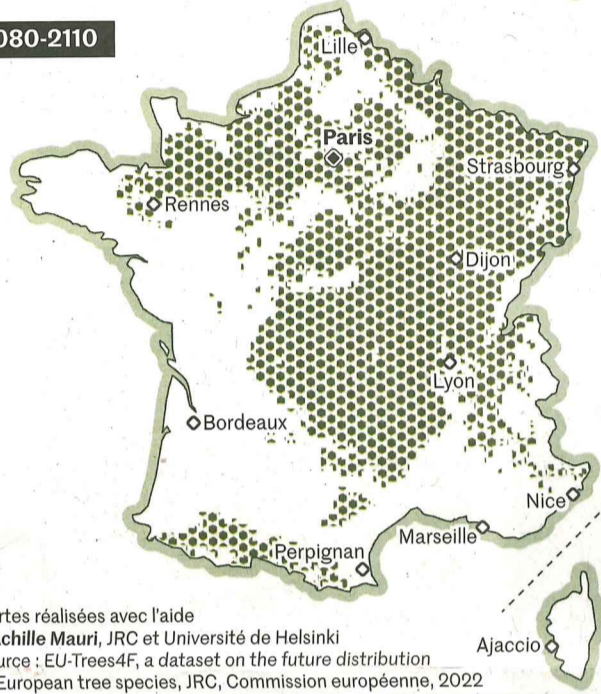 080-2110
Lille
Paris
Strasbourg
Rennes
Dijon
Lyon
Bordeaux
Nice
Marseille
Perpignan
rtes réalisées avec l'aide
chille Mauri, JRC et Université de Helsinki
Ajaccio
urce : EU-Trees4F, a dataset on the future distribution
European tree species, JRC, Commission européenne, 2022